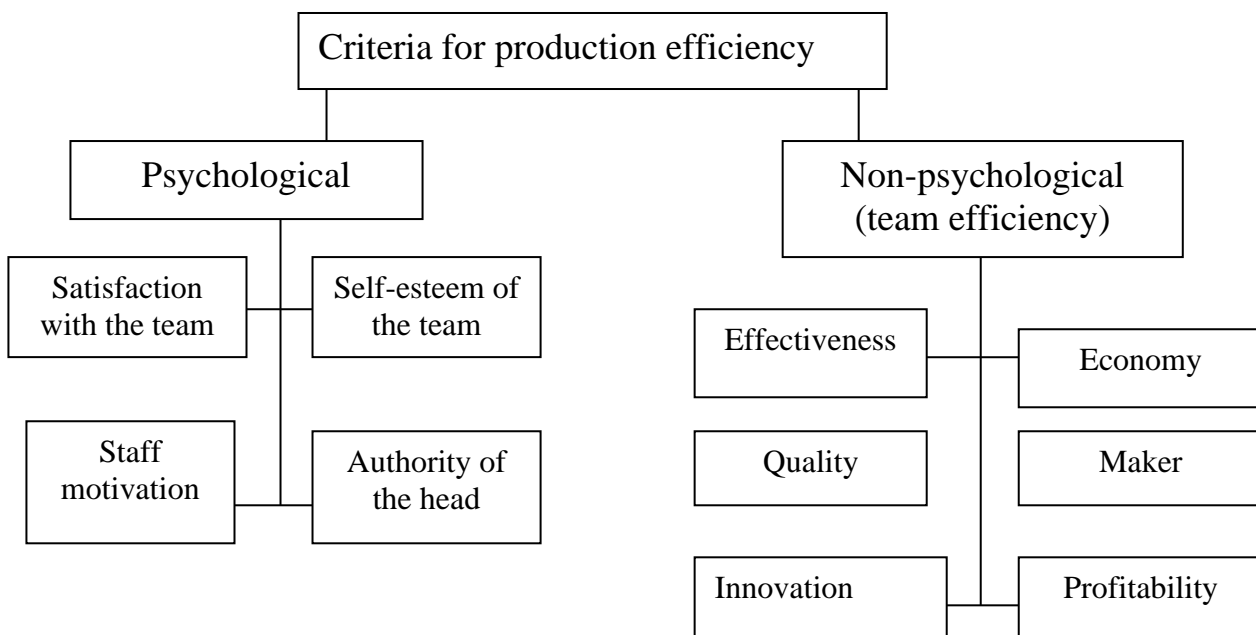 Criteria for production efficiency
Psychological
Non-psychological
(team efficiency)
Satisfaction
with the team
Self-esteem of
the team
Staff
motivation
Authority of
the head
Effectiveness
Economy
Quality
Maker
Innovation
Profitability